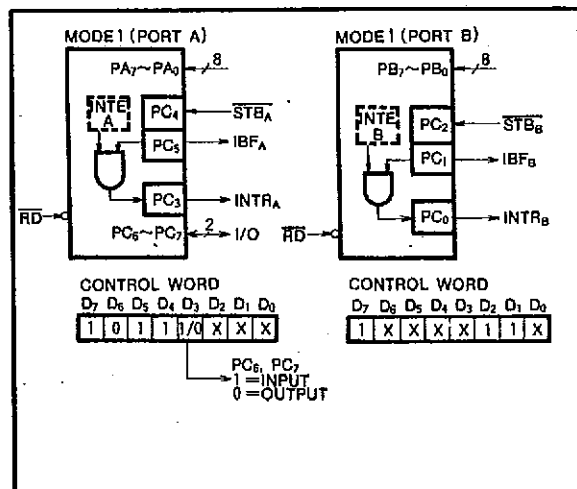 MODE 1 (PORT A)
PA7~PA0 8
INTE A
PC4 STBA
PC5 IBFA
PC3 INTRA
RD
PC6~PC7 2 I/O
CONTROL WORD
D7 D6 D5 D4 D3 D2 D1 D0
1 0 1 1 1/0 X X X
PC6, PC7
1=INPUT
0=OUTPUT
MODE 1 (PORT B)
PB7~PB0 8
INTE B
PC2 STBB
PC1 IBFB
PC0 INTRB
RD
CONTROL WORD
D7 D6 D5 D4 D3 D2 D1 D0
1 X X X X 1 1 X